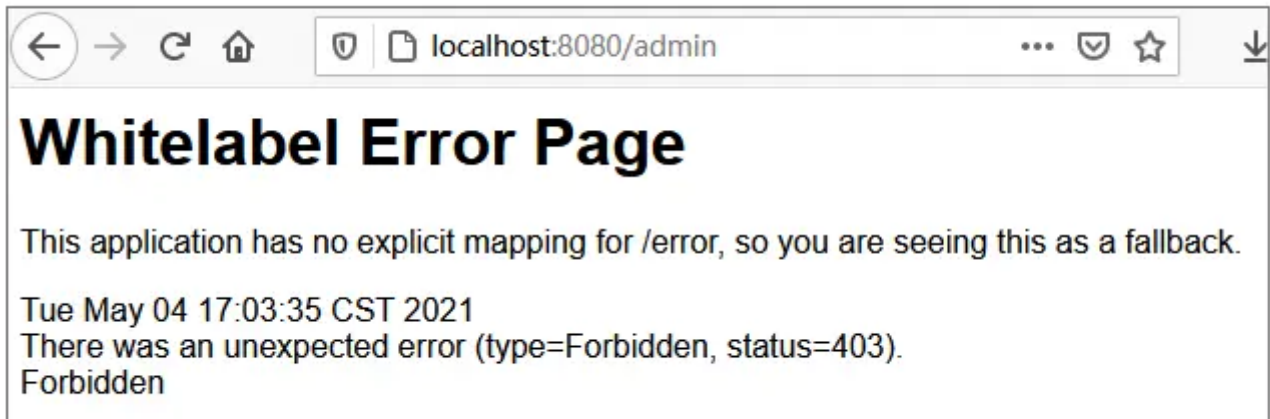 localhost:8080/admin
Whitelabel Error Page
This application has no explicit mapping for /error, so you are seeing this as a fallback.
Tue May 04 17:03:35 CST 2021
There was an unexpected error (type=Forbidden, status=403).
Forbidden